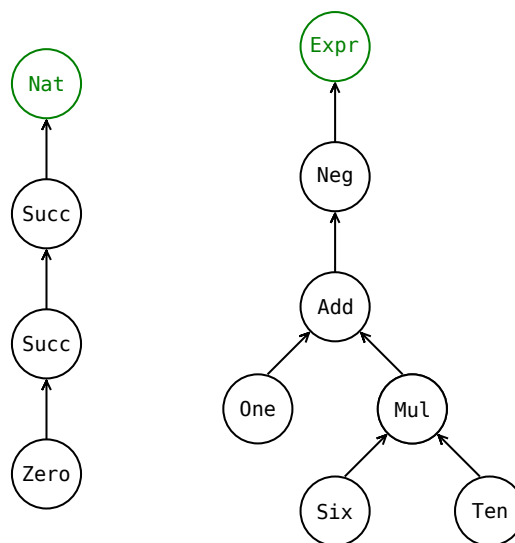 Nat
Succ
Succ
Zero
Expr
Neg
Add
One
Mul
Six
Ten